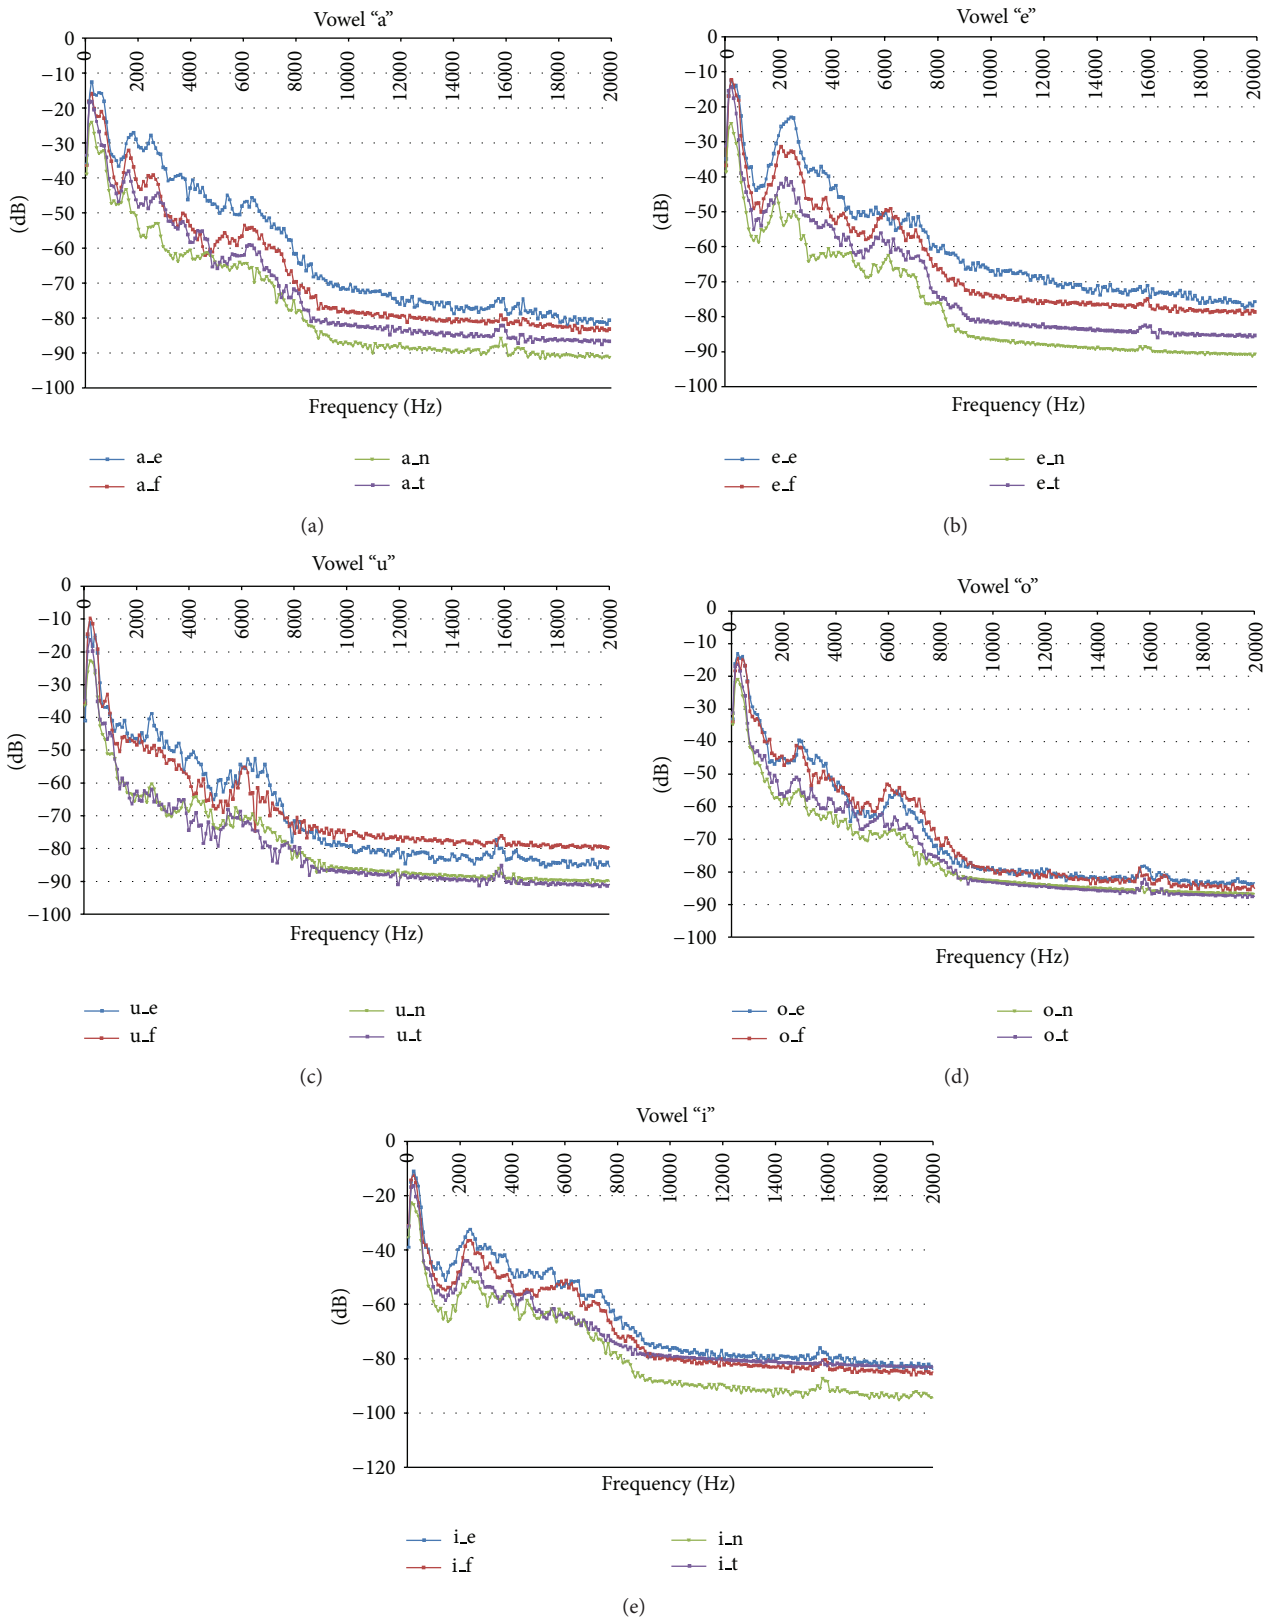 Vowel “a”
0
−10
−20
−30
−40
−50
−60
−70
−80
−90
−100
0
2000
4000
6000
8000
10000
12000
14000
16000
18000
20000
(dB)
Frequency (Hz)
a_e
a_n
a_f
a_t
(a)
Vowel “e”
0
−10
−20
−30
−40
−50
−60
−70
−80
−90
−100
0
2000
4000
6000
8000
10000
12000
14000
16000
18000
20000
(dB)
Frequency (Hz)
e_e
e_n
e_f
e_t
(b)
Vowel “u”
0
−10
−20
−30
−40
−50
−60
−70
−80
−90
−100
0
2000
4000
6000
8000
10000
12000
14000
16000
18000
20000
(dB)
Frequency (Hz)
u_e
u_n
u_f
u_t
(c)
Vowel “o”
0
−10
−20
−30
−40
−50
−60
−70
−80
−90
−100
0
2000
4000
6000
8000
10000
12000
14000
16000
18000
20000
(dB)
Frequency (Hz)
o_e
o_n
o_f
o_t
(d)
Vowel “i”
0
−20
−40
−60
−80
−100
−120
0
2000
4000
6000
8000
10000
12000
14000
16000
18000
20000
(dB)
Frequency (Hz)
i_e
i_n
i_f
i_t
(e)